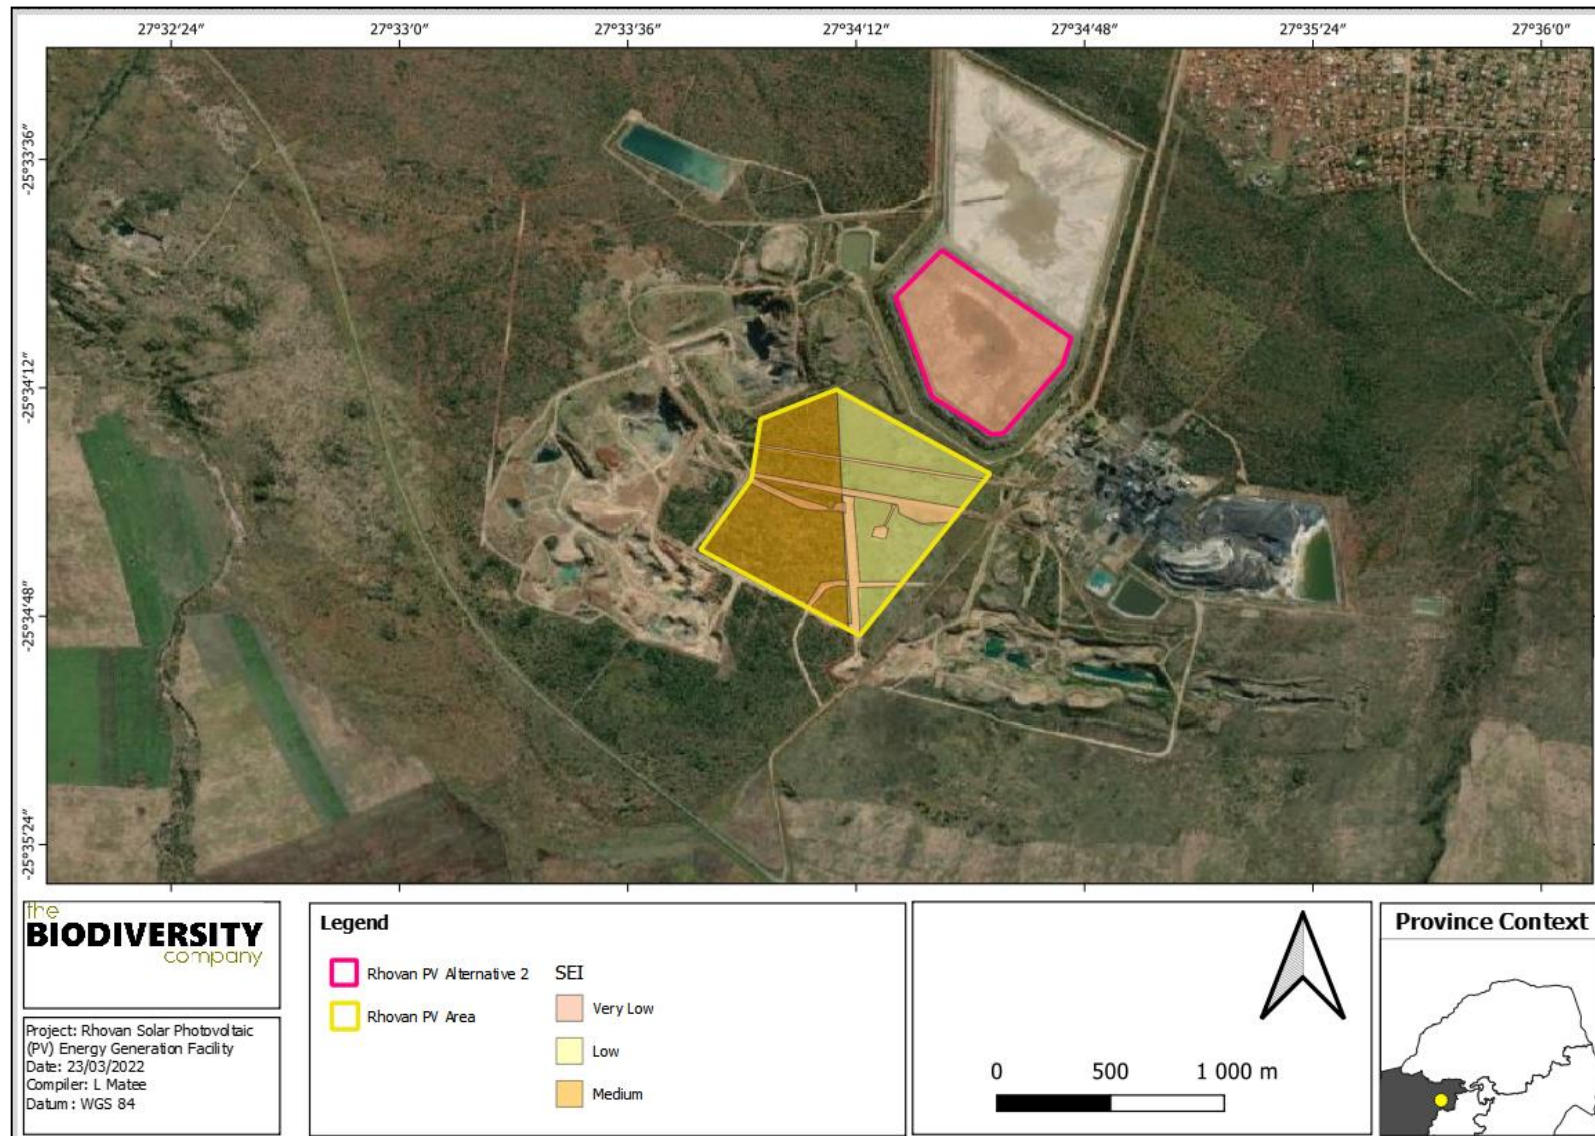 27°32′24″ 27°33′0″ 27°33′36″ 27°34′12″ 27°34′48″ 27°35′24″ 27°36′0″
-25°33′36″
-25°34′12″
-25°34′48″
-25°35′24″
the
BIODIVERSITY
company
Project: Rhovan Solar Photovoltaic
(PV) Energy Generation Facility
Date: 23/03/2022
Compiler: L Matee
Datum : WGS 84
Legend
Rhovan PV Alternative 2
Rhovan PV Area
SEI
Very Low
Low
Medium
0 500 1 000 m
Province Context